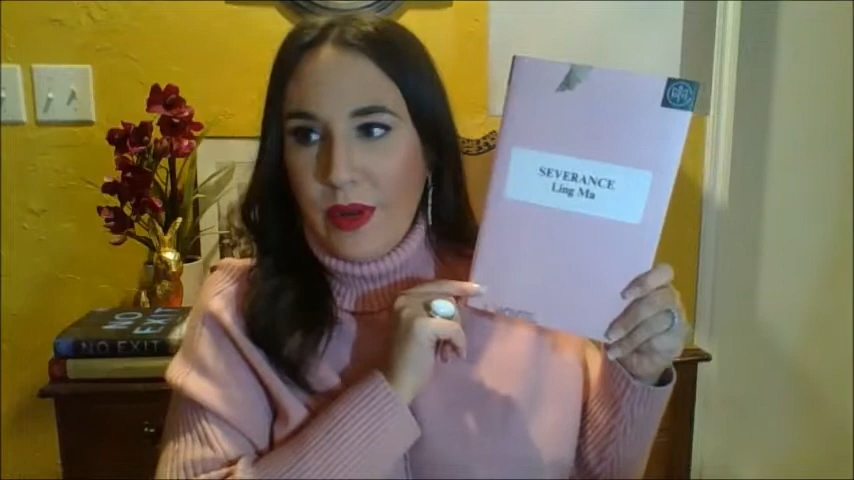 SEVERANCE
Ling Ma
NO
EXIT
NO EXIT